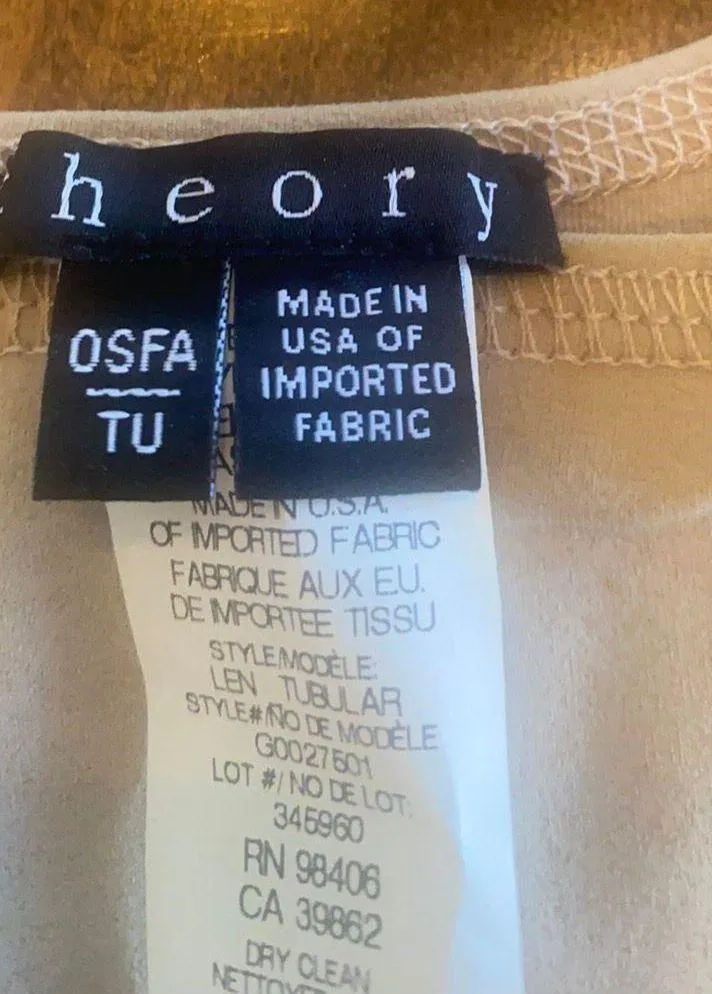 heory
OSFA
TU
MADE IN
USA OF
IMPORTED
FABRIC
MADE IN U.S.A.
OF IMPORTED FABRIC
FABRIQUE AUX EU.
DE IMPORTEE TISSU
STYLE/MODÈLE:
LEN TUBULAR
STYLE#/NO DE MODÈLE
G0027501
LOT #/ NO DE LOT:
345960
RN 98406
CA 39862
DRY CLEAN